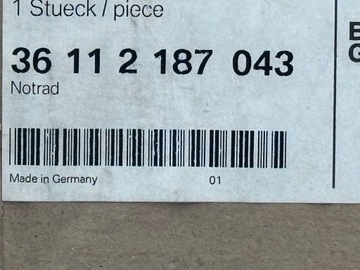 1 Stueck / piece
36 11 2 187 043
Notrad
Made in Germany 01